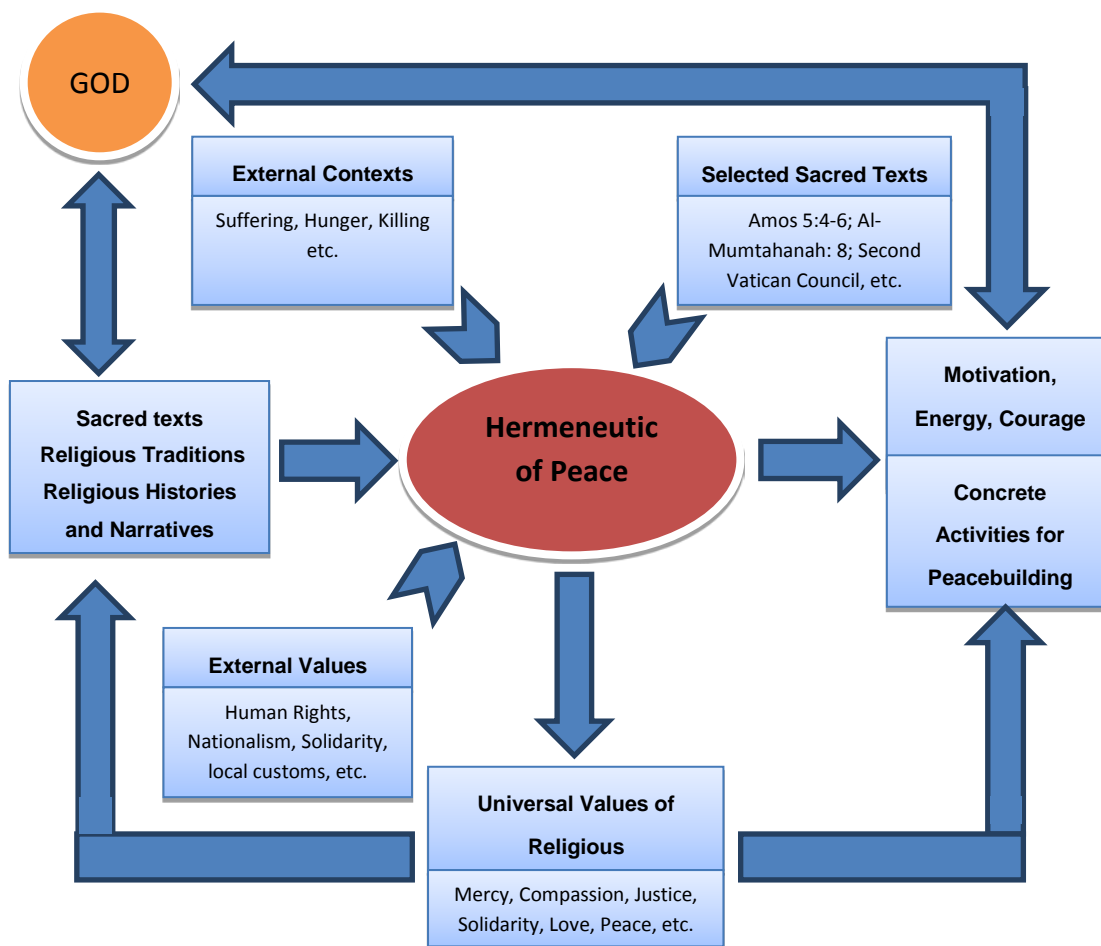 GOD
External Contexts
Suffering, Hunger, Killing
etc.
Selected Sacred Texts
Amos 5:4-6; Al-
Mumtahanah: 8; Second
Vatican Council, etc.
Sacred texts
Religious Traditions
Religious Histories
and Narratives
Hermeneutic
of Peace
Motivation,
Energy, Courage
Concrete
Activities for
Peacebuilding
External Values
Human Rights,
Nationalism, Solidarity,
local customs, etc.
Universal Values of
Religious
Mercy, Compassion, Justice,
Solidarity, Love, Peace, etc.